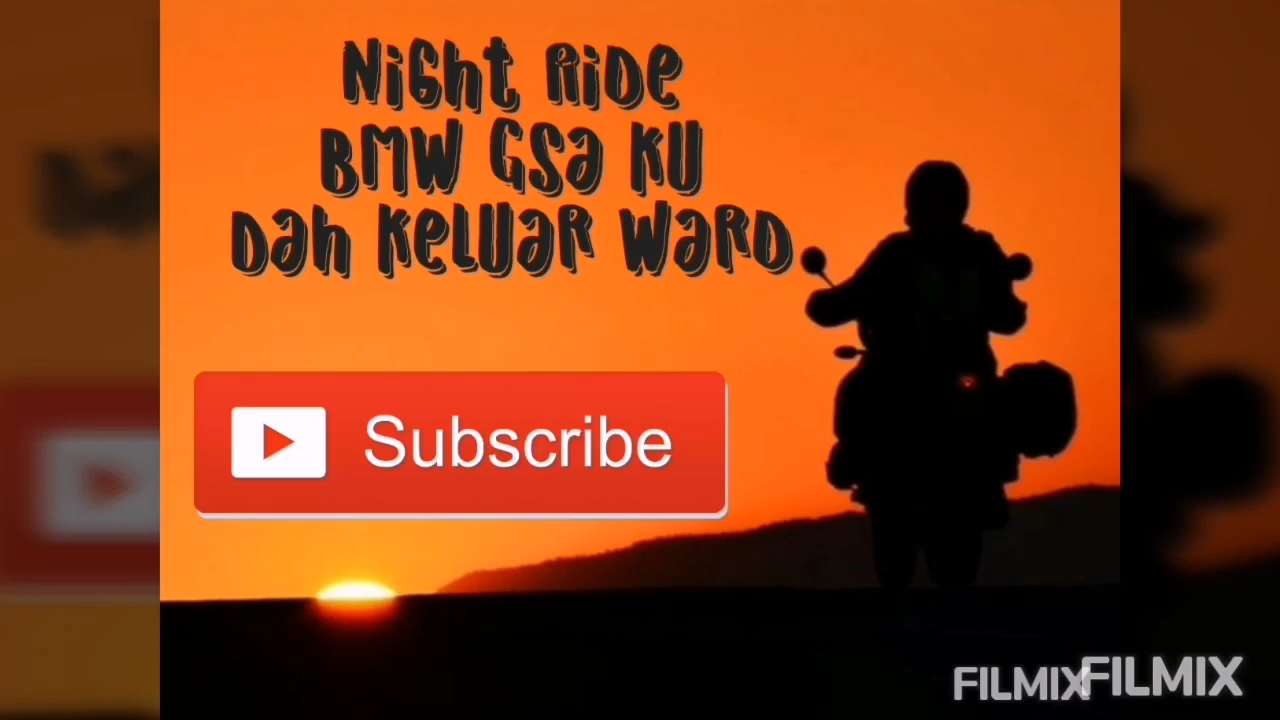 Night Ride
BMW GSA KU
Dah Keluar Ward
Subscribe
FILMIX FILMIX